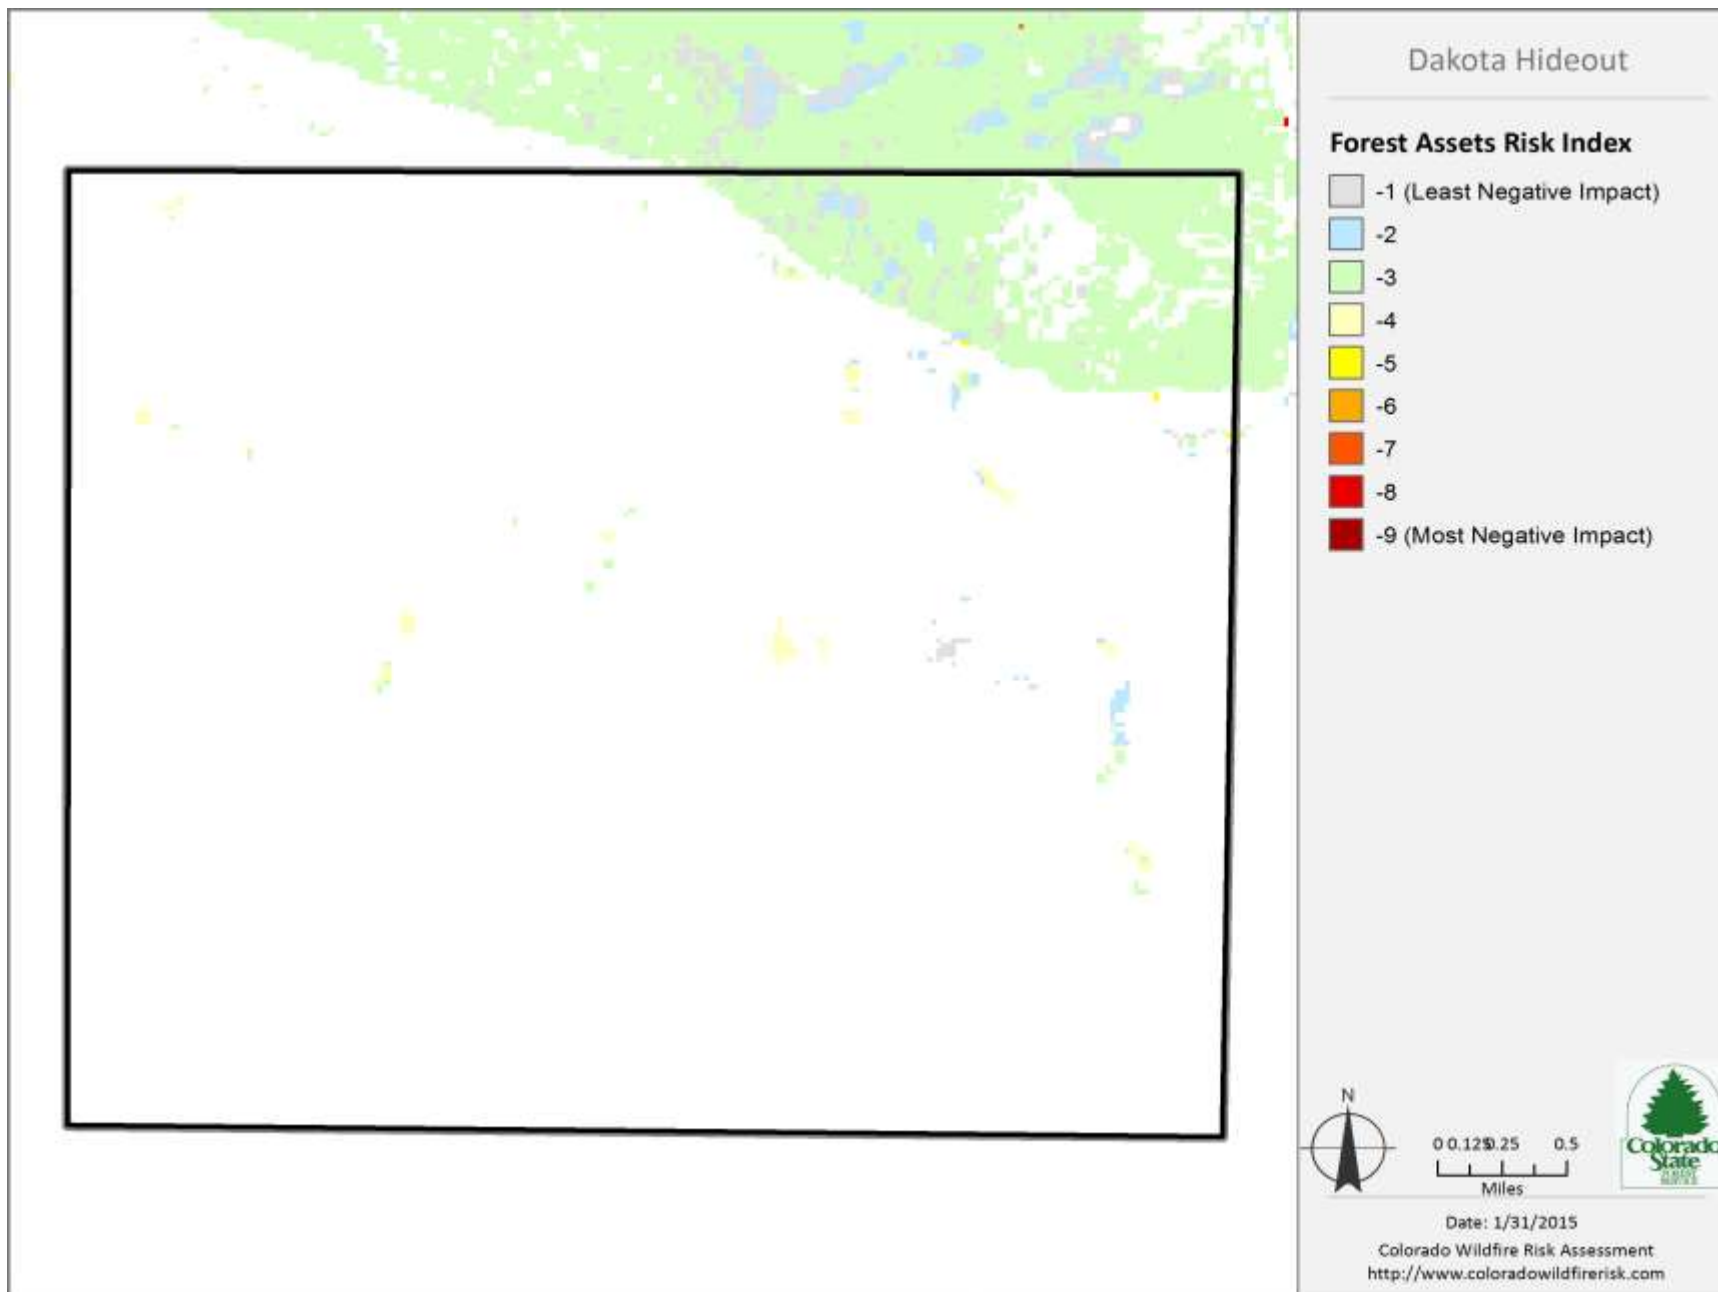 Dakota Hideout
Forest Assets Risk Index
-1 (Least Negative Impact)
-2
-3
-4
-5
-6
-7
-8
-9 (Most Negative Impact)
N
0 0.125 0.25 0.5
Miles
Colorado
State
FOREST
SERVICE
Date: 1/31/2015
Colorado Wildfire Risk Assessment
http://www.coloradowildfirerisk.com